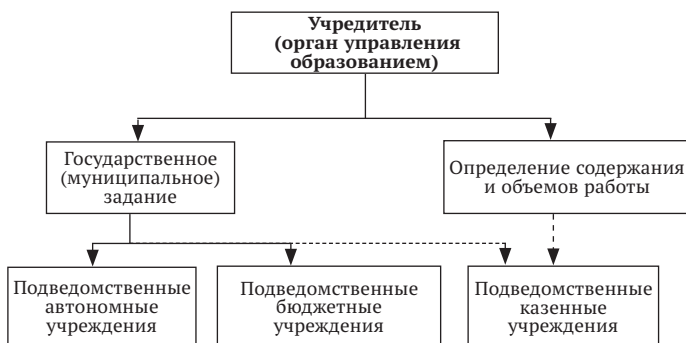 Учредитель
(орган управления
образованием)
Государственное
(муниципальное)
задание
Определение содержания
и объемов работы
Подведомственные
автономные
учреждения
Подведомственные
бюджетные
учреждения
Подведомственные
казенные
учреждения